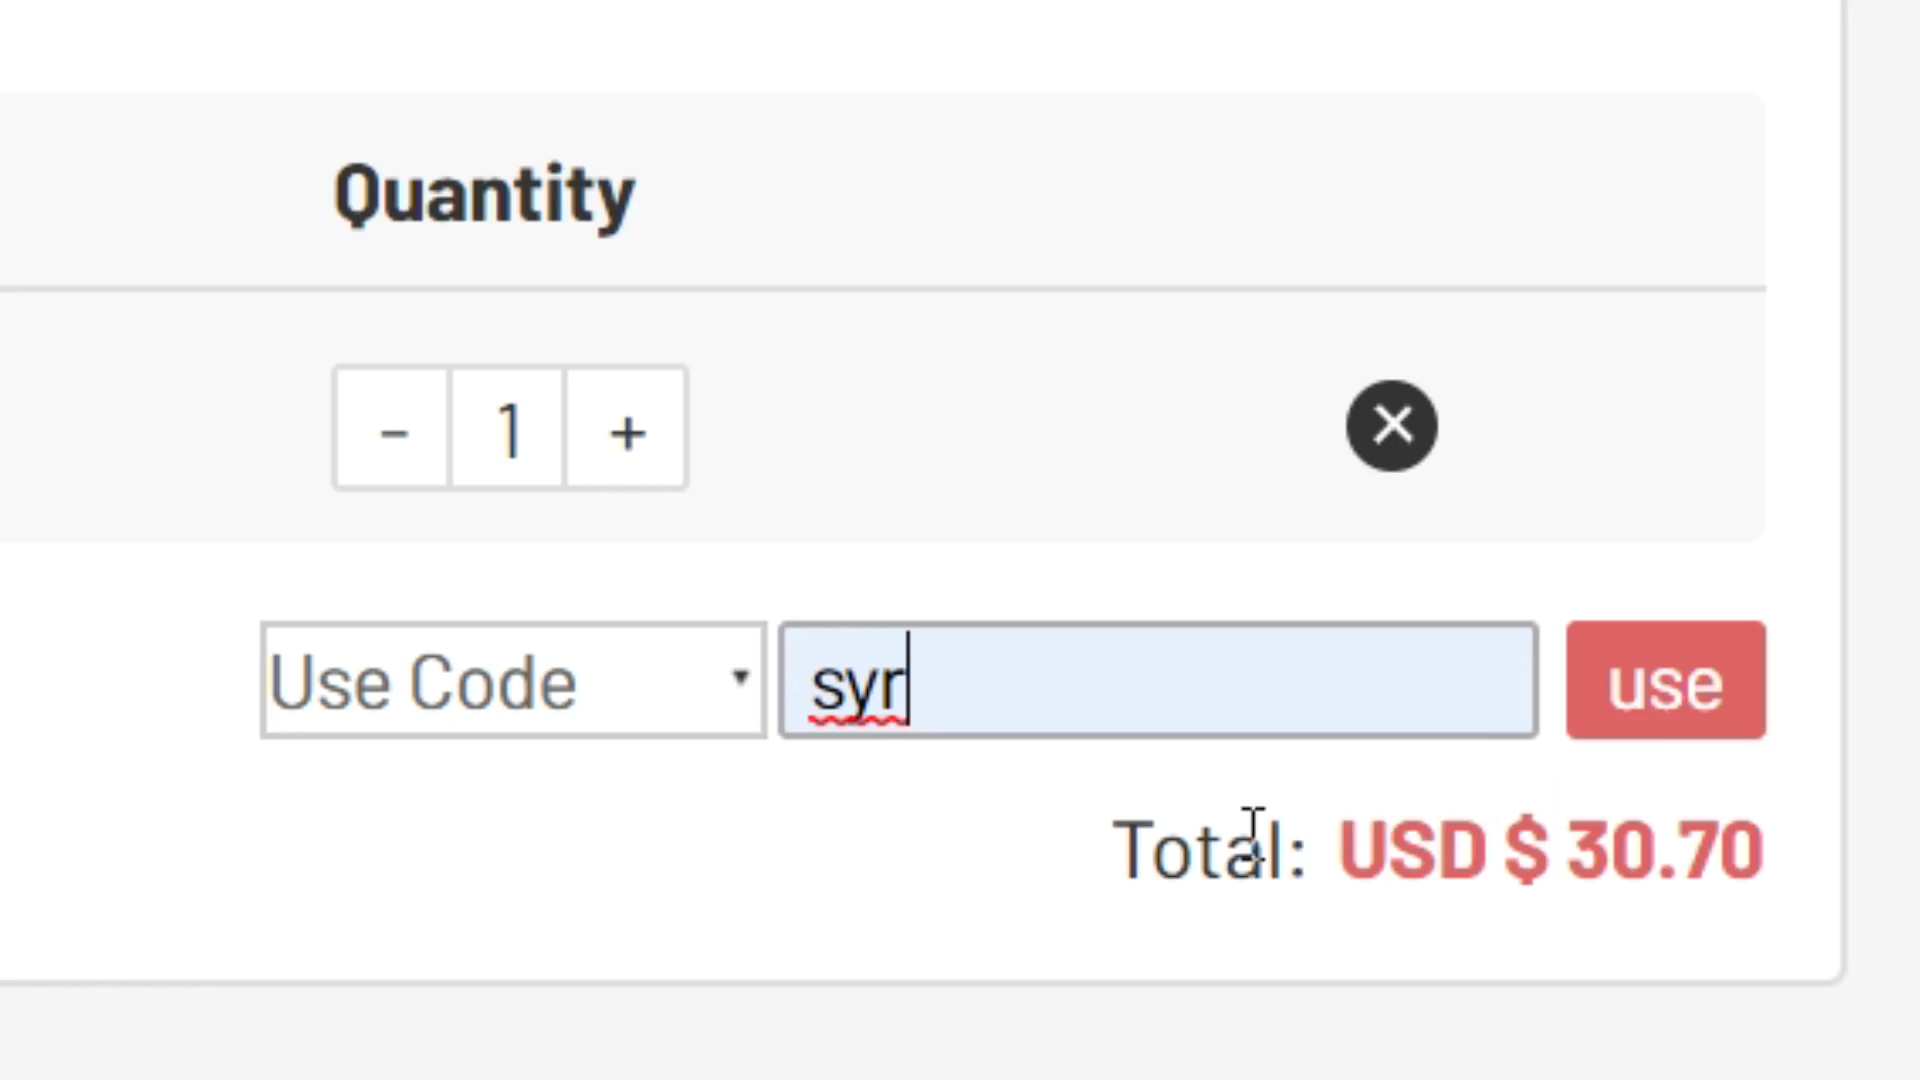 Quantity
- 1 +
Use Code syr use
Total: USD $ 30.70